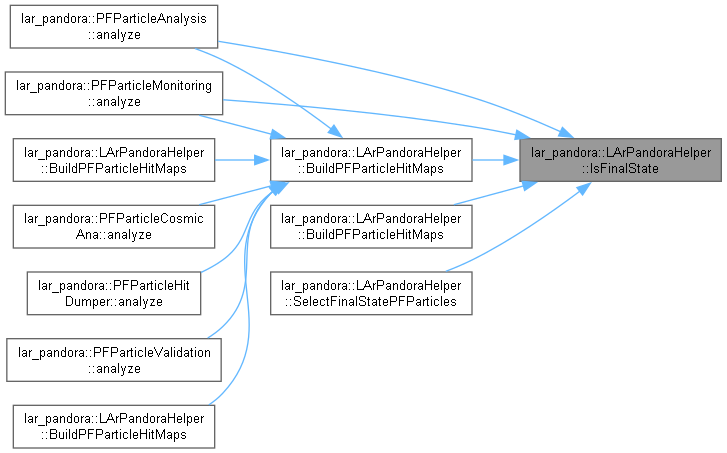 lar_pandora::PFParticleAnalysis
::analyze
lar_pandora::PFParticleMonitoring
::analyze
lar_pandora::LArPandoraHelper
::BuildPFParticleHitMaps
lar_pandora::PFParticleCosmic
Ana::analyze
lar_pandora::PFParticleHit
Dumper::analyze
lar_pandora::PFParticleValidation
::analyze
lar_pandora::LArPandoraHelper
::BuildPFParticleHitMaps
lar_pandora::LArPandoraHelper
::BuildPFParticleHitMaps
lar_pandora::LArPandoraHelper
::BuildPFParticleHitMaps
lar_pandora::LArPandoraHelper
::SelectFinalStatePFParticles
lar_pandora::LArPandoraHelper
::IsFinalState